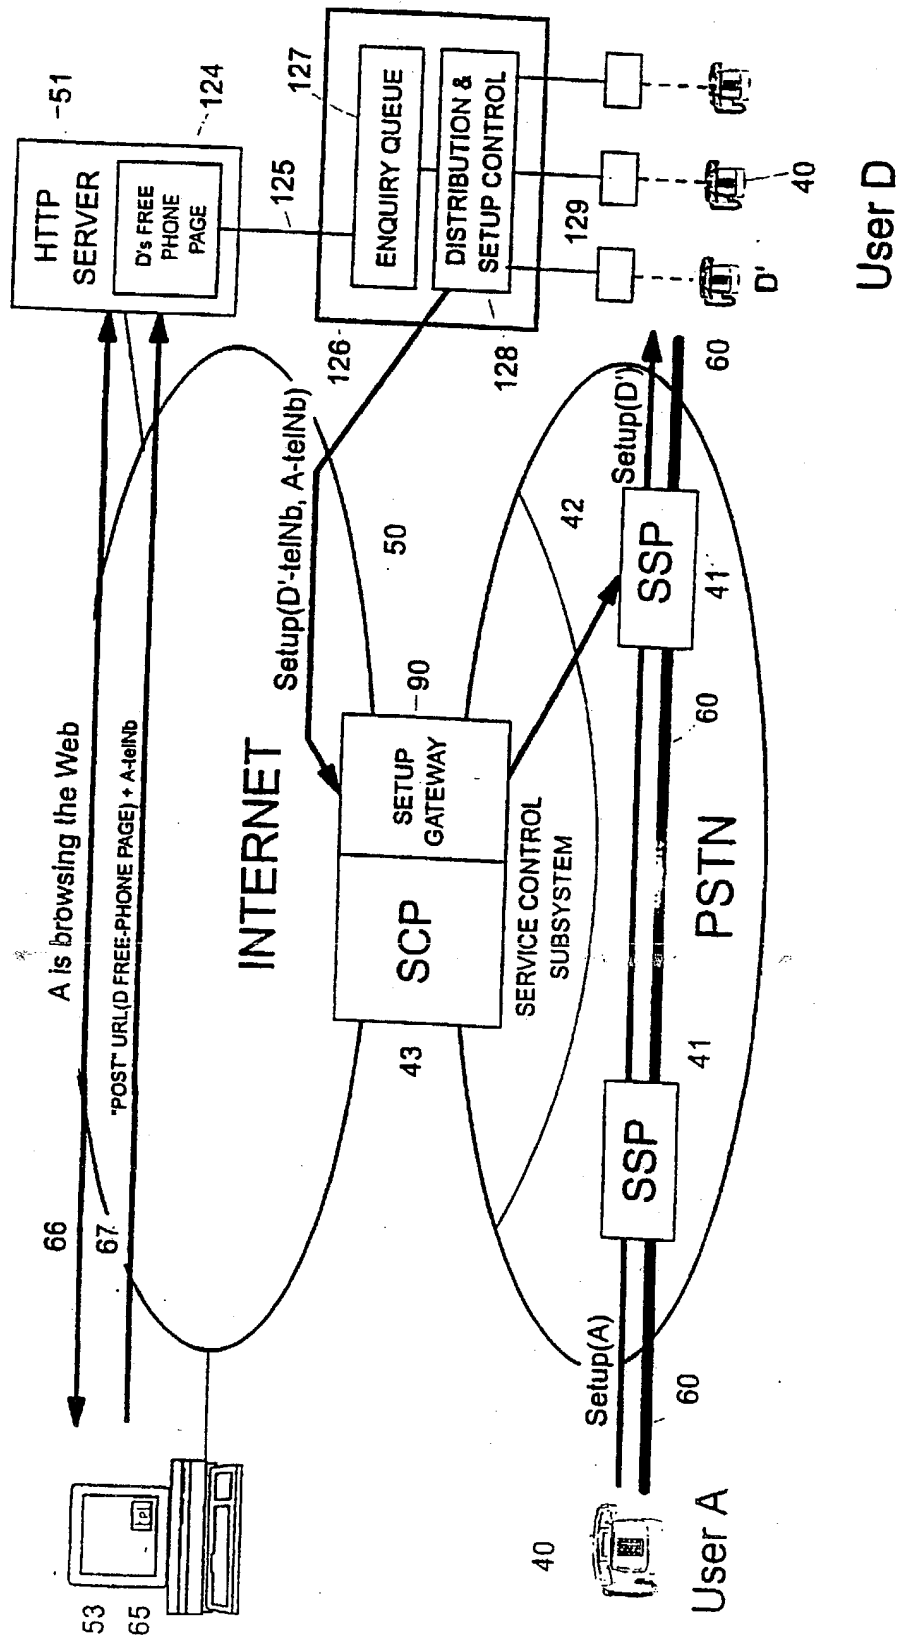 53
65
tel
66
67
A is browsing the Web
"POST" URL(D FREE-PHONE PAGE) + A-telNb
HTTP
SERVER
D's FREE
PHONE
PAGE
51
124
125
INTERNET
Setup(D'-telNb, A-telNb)
50
126
127
ENQUIRY QUEUE
DISTRIBUTION &
SETUP CONTROL
128
129
43
SCP
SETUP
GATEWAY
90
SERVICE CONTROL
SUBSYSTEM
42
40
User A
Setup(A)
60
SSP
41
PSTN
60
SSP
41
Setup(D')
60
D'
40
User D